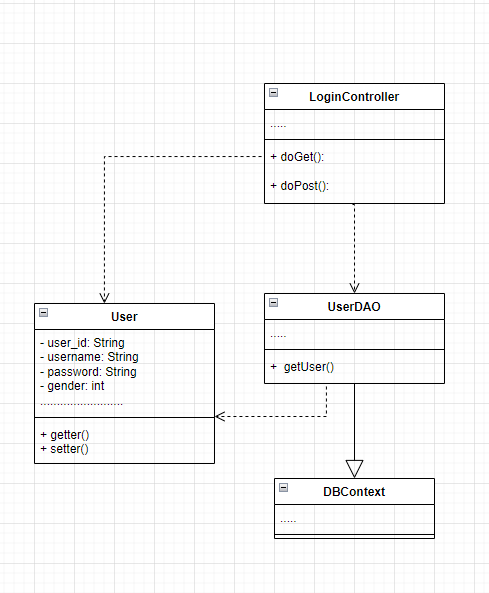 LoginController
.....
+ doGet():
+ doPost():
User
- user_id: String
- username: String
- password: String
- gender: int
.........................
+ getter()
+ setter()
UserDAO
.....
+ getUser()
DBContext
.....